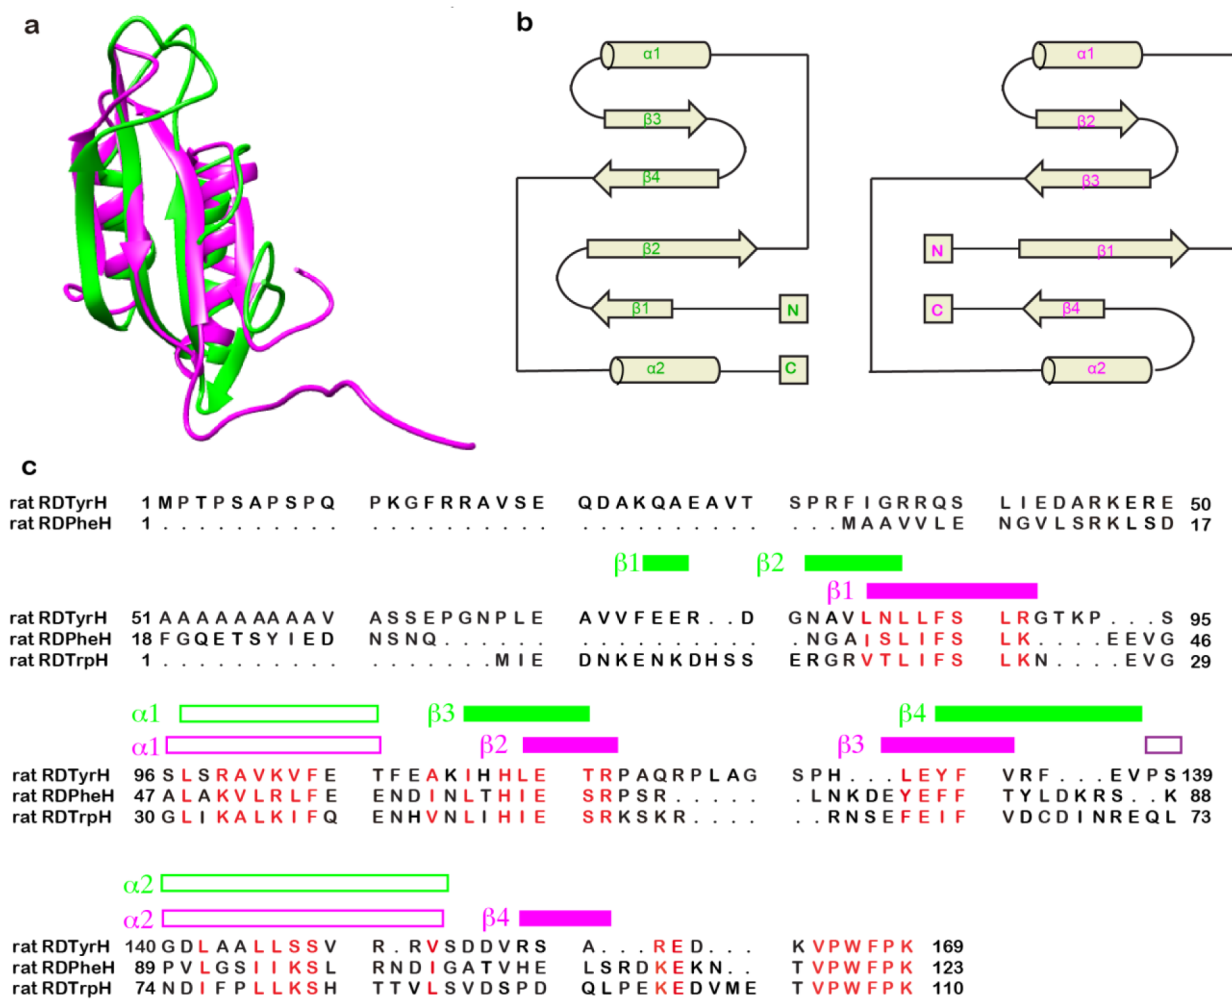 a
b
α1
β3
β4
β2
β1
N
α2
C
α1
β2
β3
N
β1
C
β4
α2
c
rat RDTyrH 1 M P T P S A P S P Q P K G F R R A V S E Q D A K Q A E A V T S P R F I G R R Q S L I E D A R K E R E 50
rat RDPheH 1 . . . . . . . . . . . . . . . . . . . . . . . . . . . . . . . . . M A A V V L E N G V L S R K L S D 17
β1 β2
β1
rat RDTyrH 51 A A A A A A A A A V A S S E P G N P L E A V V F E E R . . D G N A V L N L L F S L R G T K P . . . S 95
rat RDPheH 18 F G Q E T S Y I E D N S N Q . . . . . . . . . . . . . . . . . N G A I S L I F S L K . . . . E E V G 46
rat RDTrpH 1 . . . . . . . . . . . . . . . . . M I E D N K E N K D H S S E R G R V T L I F S L K N . . . . E V G 29
α1 β3 β4
α1 β2 β3
rat RDTyrH 96 S L S R A V K V F E T F E A K I H H L E T R P A Q R P L A G S P H . . . L E Y F V R F . . . E V P S 139
rat RDPheH 47 A L A K V L R L F E E N D I N L T H I E S R P S R . . . . . . . L N K D E Y E F F T Y L D K R S . . K 88
rat RDTrpH 30 G L I K A L K I F Q E N H V N L I H I E S R K S K R . . . . . . R N S E F E I F V D C D I N R E Q L 73
α2
α2 β4
rat RDTyrH 140 G D L A A L L S S V R . R V S D D V R S A . . . R E D . . K V P W F P K 169
rat RDPheH 89 P V L G S I I K S L R N D I G A T V H E L S R D K E K N . . T V P W F P K 123
rat RDTrpH 74 N D I F P L L K S H T T V L S V D S P D Q L P E K E D V M E T V P W F P K 110